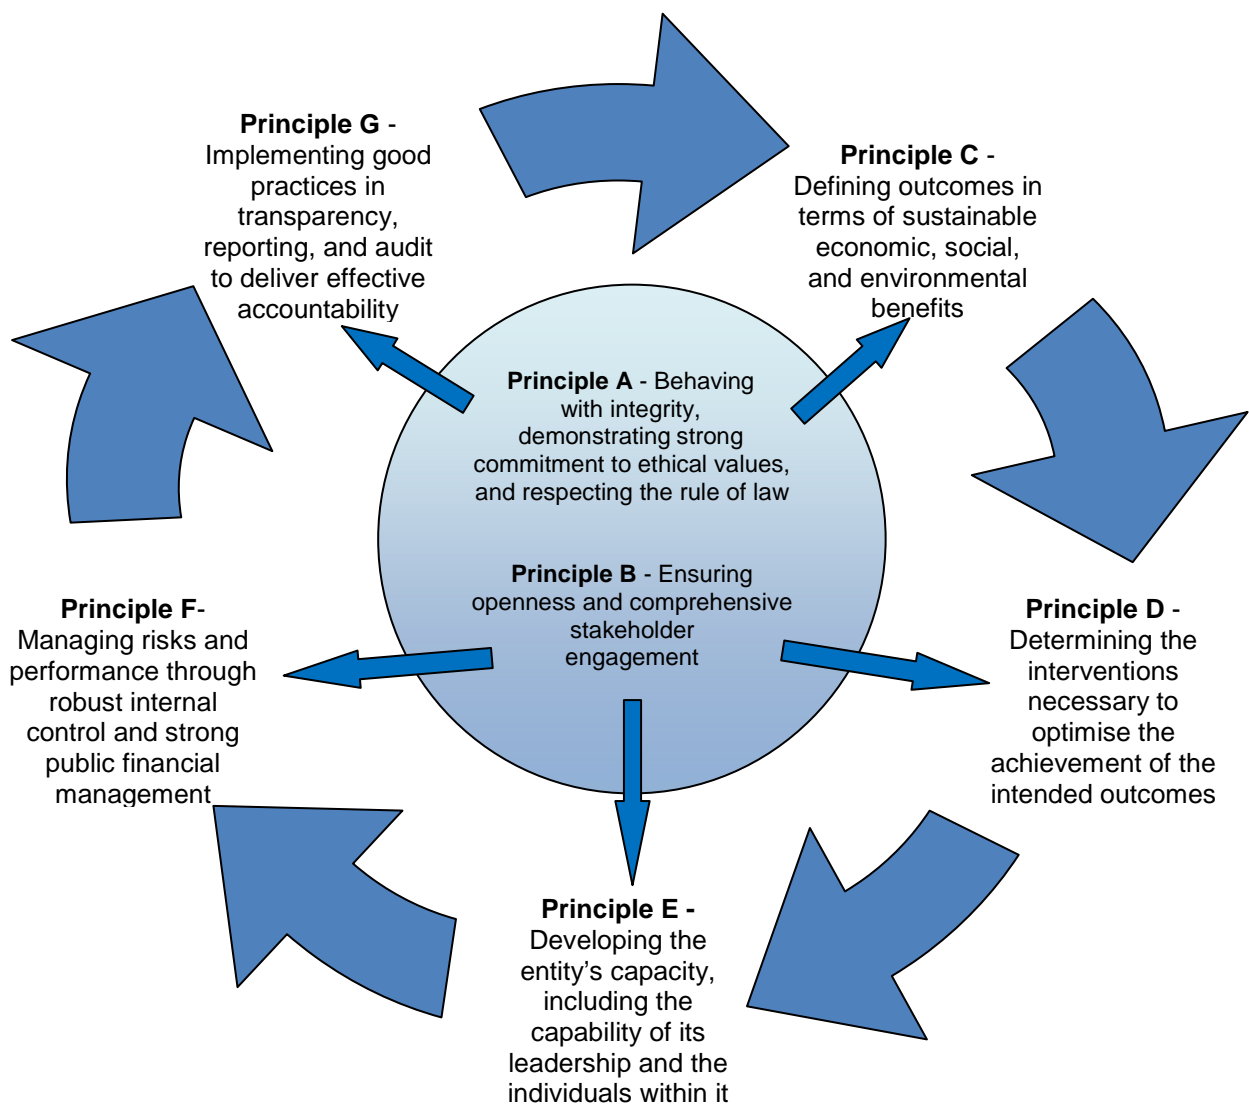 Principle G -
Implementing good
practices in
transparency,
reporting, and audit
to deliver effective
accountability
Principle C -
Defining outcomes in
terms of sustainable
economic, social,
and environmental
benefits
Principle A - Behaving
with integrity,
demonstrating strong
commitment to ethical values,
and respecting the rule of law
Principle B - Ensuring
openness and comprehensive
stakeholder
engagement
Principle F-
Managing risks and
performance through
robust internal
control and strong
public financial
management
Principle D -
Determining the
interventions
necessary to
optimise the
achievement of the
intended outcomes
Principle E -
Developing the
entity’s capacity,
including the
capability of its
leadership and the
individuals within it